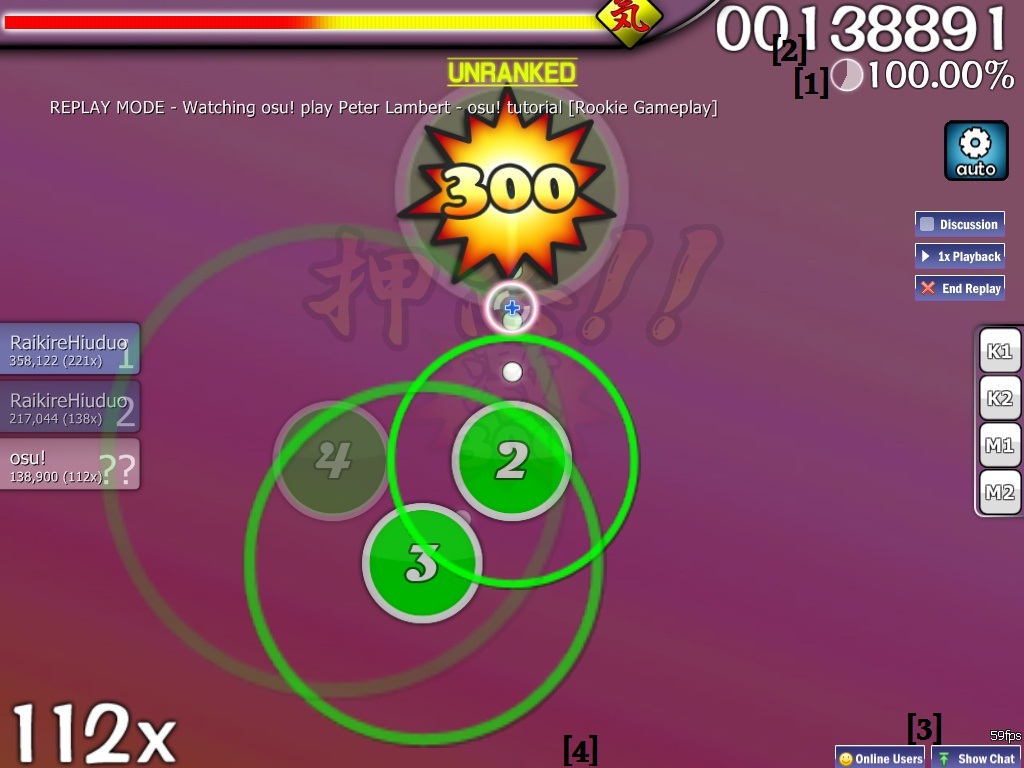 00138891
[2]
[1] 100.00%
UNRANKED
REPLAY MODE - Watching osu! play Peter Lambert - osu! tutorial [Rookie Gameplay]
気
auto
300
Discussion
1x Playback
End Replay
押忍!!
RaikireHiuduo
358,122 (221x) 1
RaikireHiuduo
217,044 (138x) 2
osu!
138,900 (112x) ??
K1
K2
M1
M2
4
2
3
112x
[4]
[3]
59fps
Online Users
Show Chat